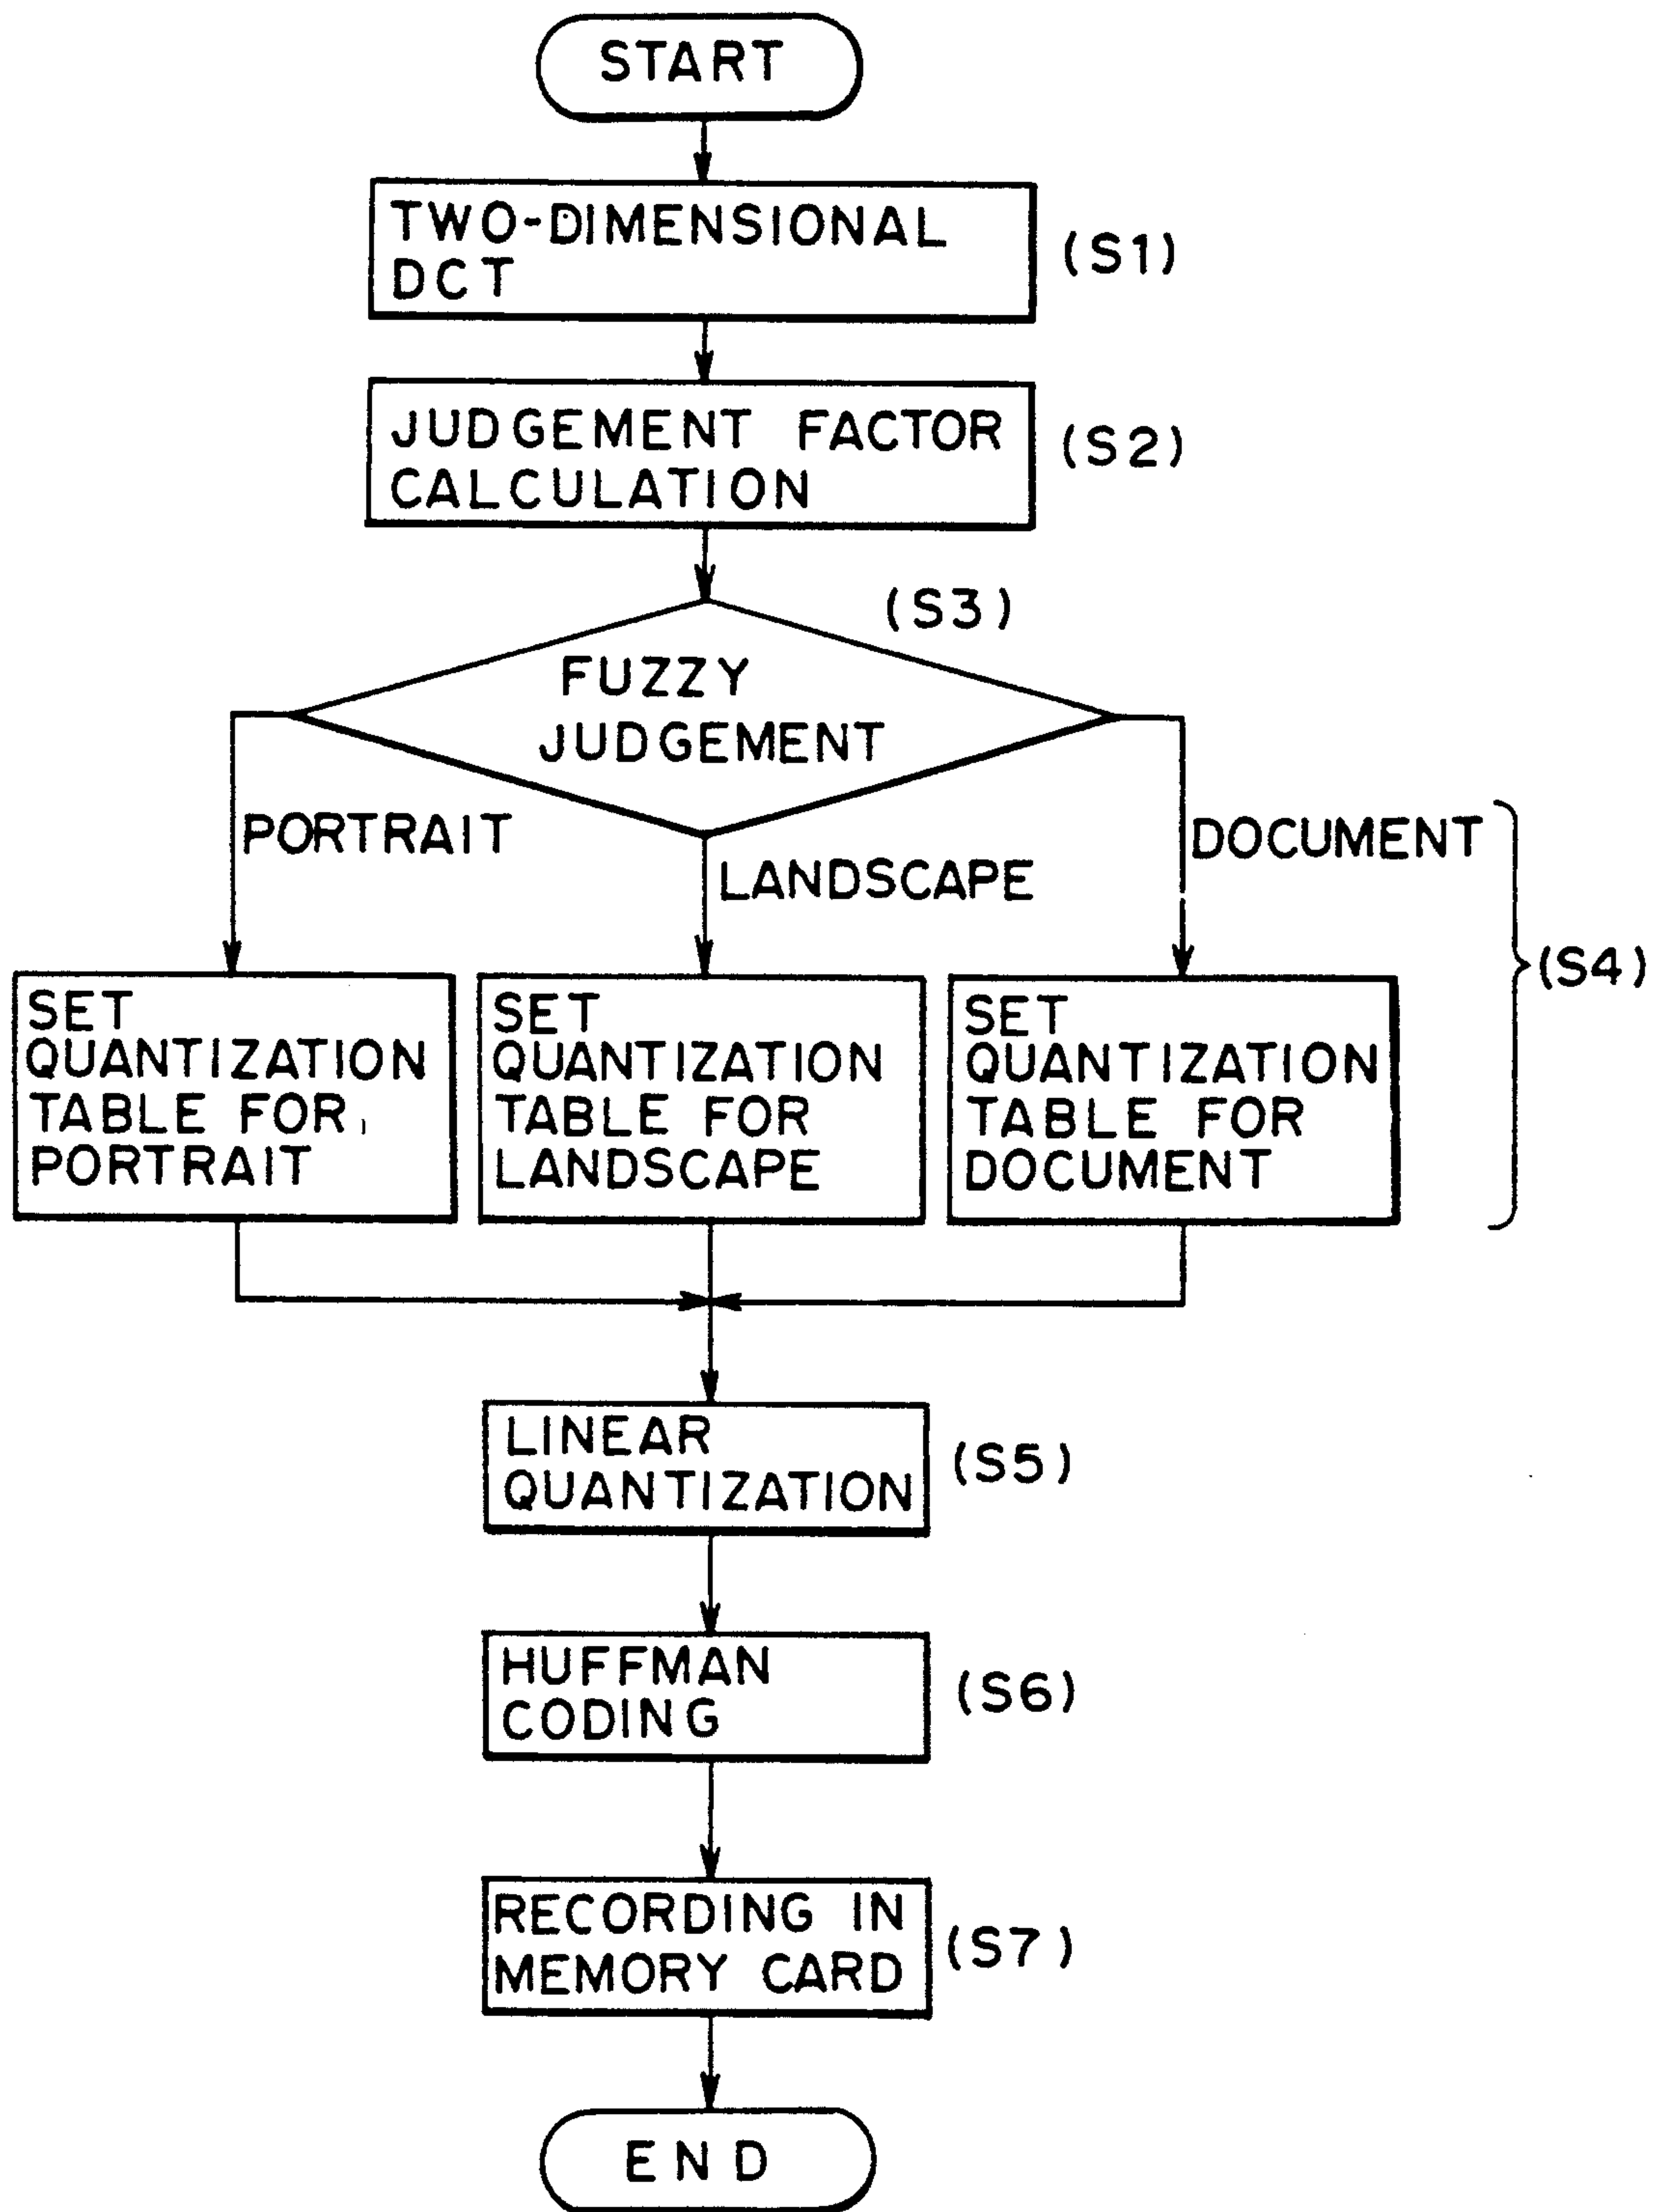 START
TWO-DIMENSIONAL
DCT
(S1)
JUDGEMENT FACTOR
CALCULATION
(S2)
(S3)
FUZZY
JUDGEMENT
PORTRAIT
LANDSCAPE
DOCUMENT
(S4)
SET
QUANTIZATION
TABLE FOR
PORTRAIT
SET
QUANTIZATION
TABLE FOR
LANDSCAPE
SET
QUANTIZATION
TABLE FOR
DOCUMENT
LINEAR
QUANTIZATION
(S5)
HUFFMAN
CODING
(S6)
RECORDING IN
MEMORY CARD
(S7)
END